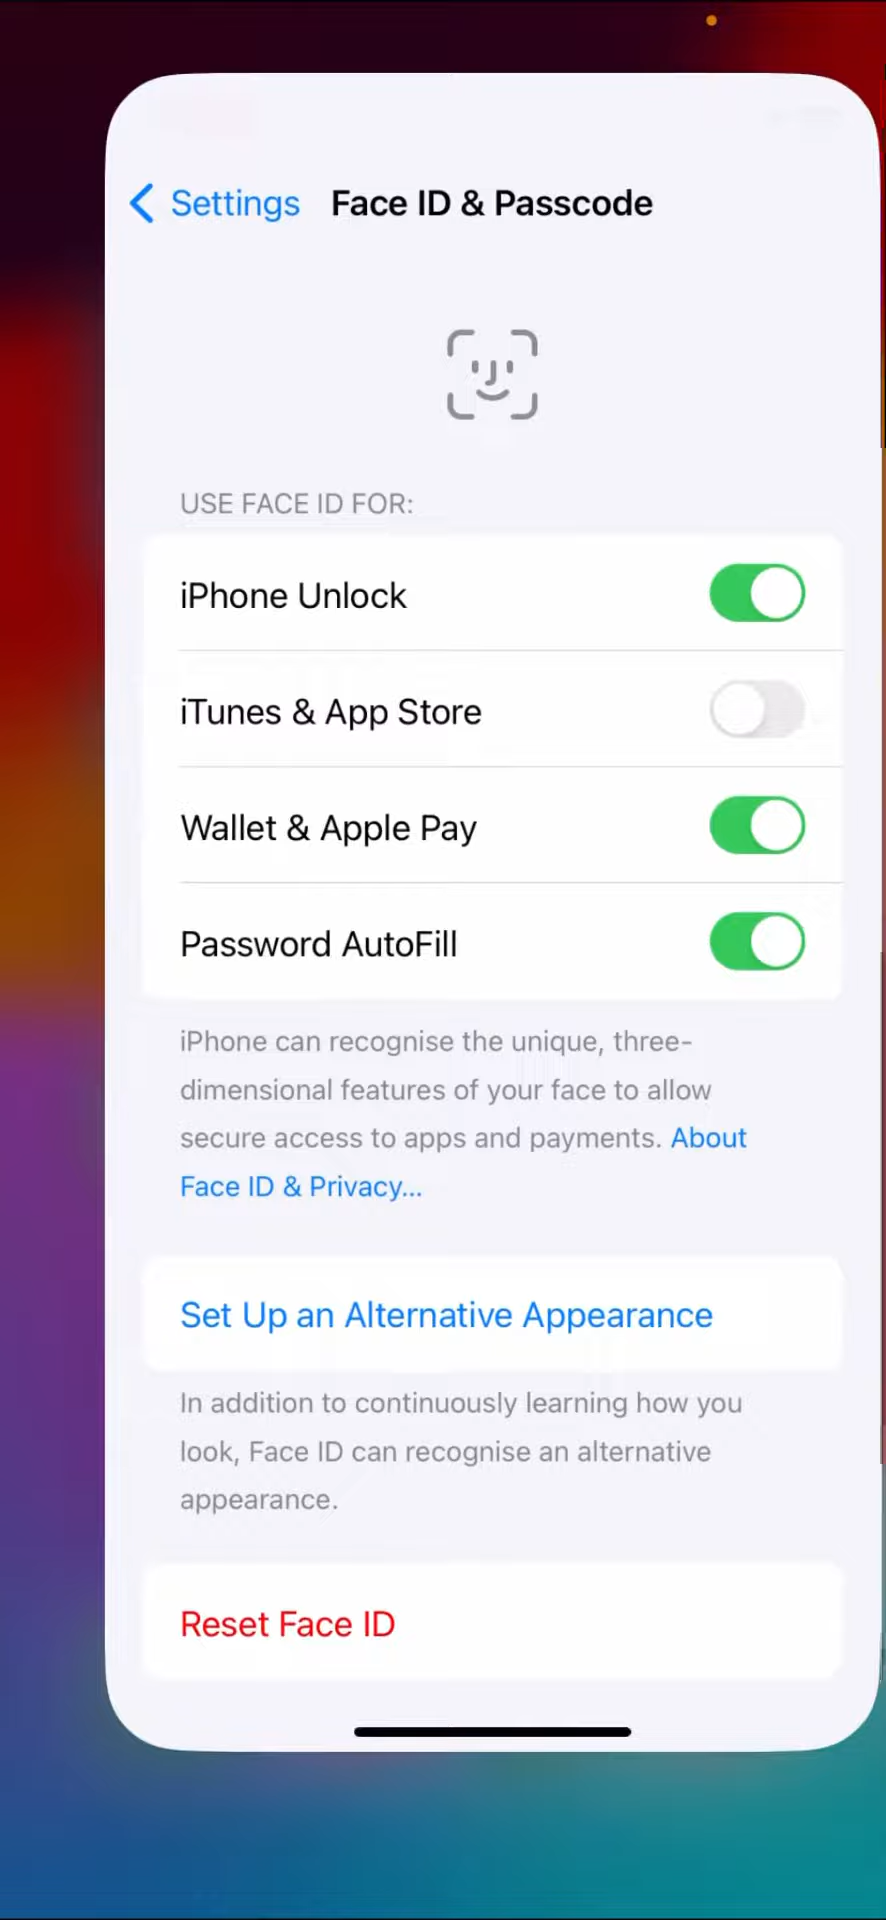 Settings Face ID & Passcode
USE FACE ID FOR:
iPhone Unlock
iTunes & App Store
Wallet & Apple Pay
Password AutoFill
iPhone can recognise the unique, three-
dimensional features of your face to allow
secure access to apps and payments. About
Face ID & Privacy...
Set Up an Alternative Appearance
In addition to continuously learning how you
look, Face ID can recognise an alternative
appearance.
Reset Face ID